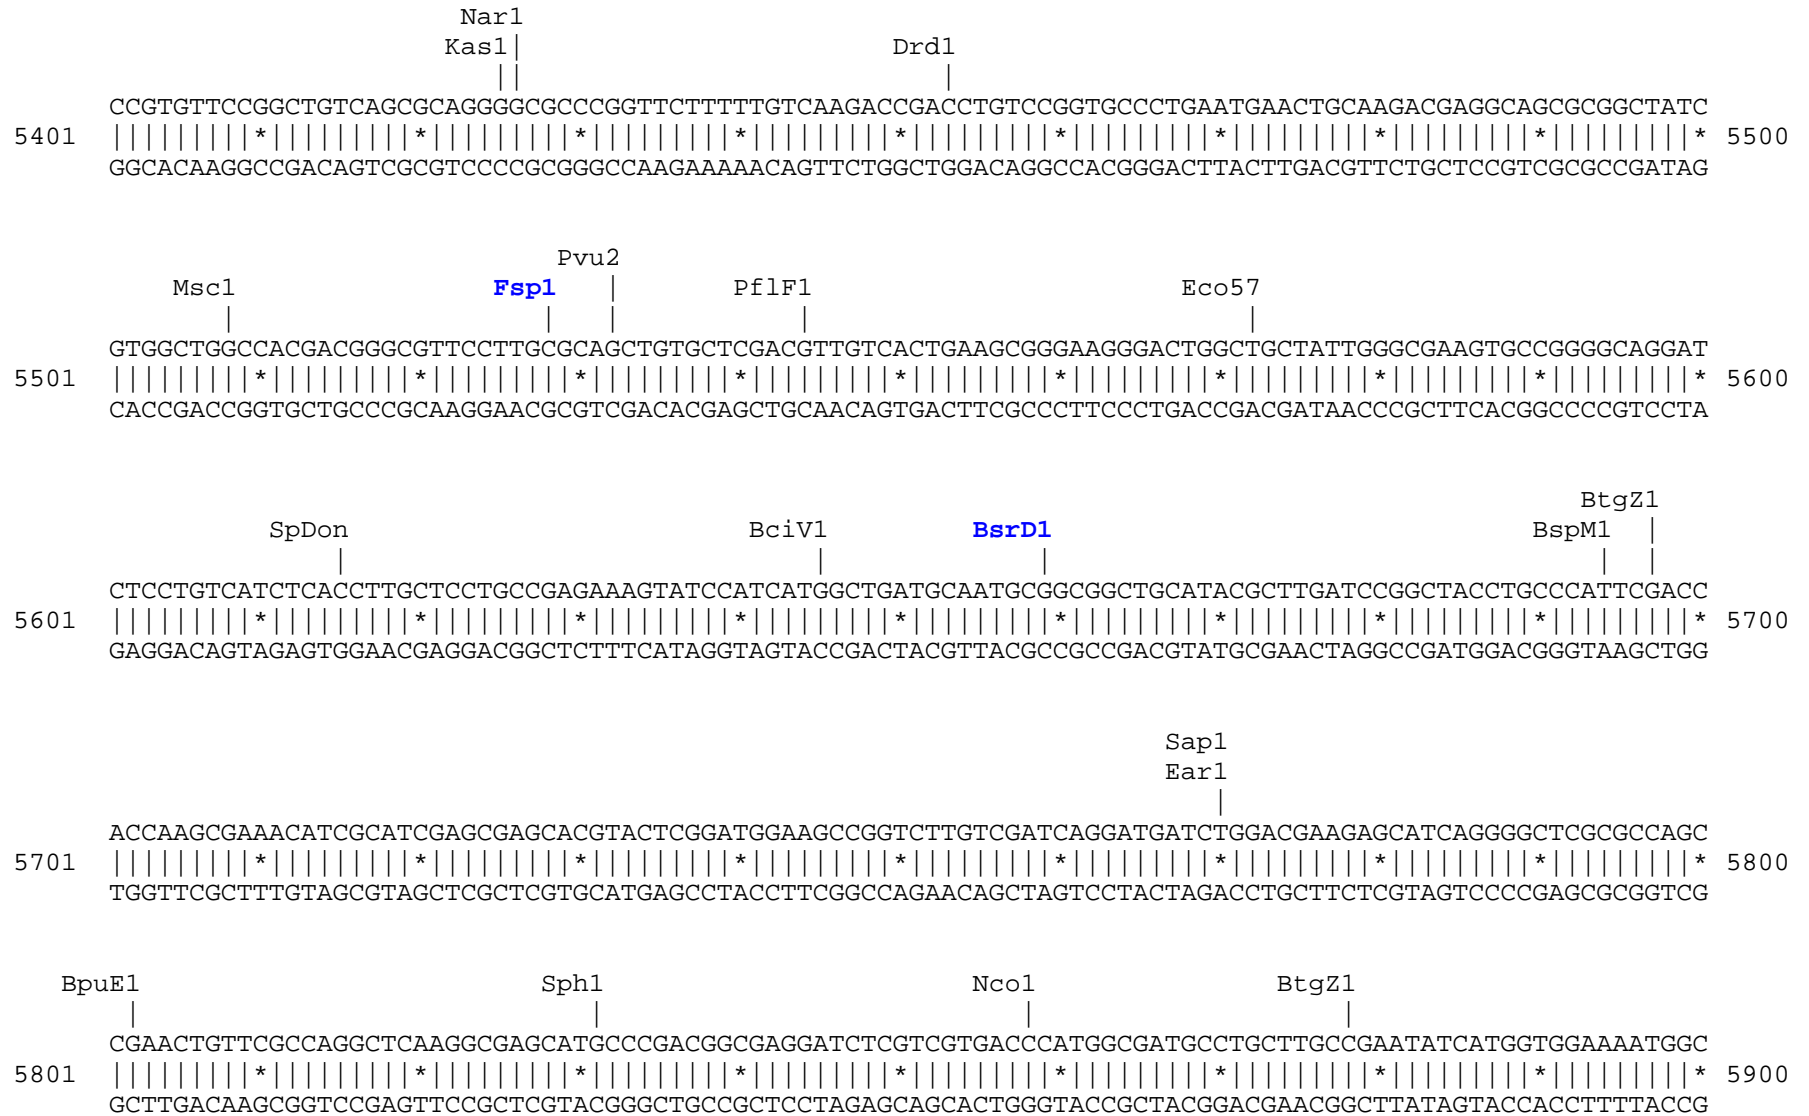 Nar1
Kas1|
||
Drd1
|
CCGTGTTCCGGCTGTCAGCGCAGGGGCGCCCGGTTCTTTTTGTCAAGACCGACCTGTCCGGTGCCCTGAATGAACTGCAAGACGAGGCAGCGCGGCTATC
5401 |||||||||*|||||||||*|||||||||*|||||||||*|||||||||*|||||||||*|||||||||*|||||||||*|||||||||*|||||||||* 5500
GGCACAAGGCCGACAGTCGCGTCCCCGCGGGCCAAGAAAAACAGTTCTGGCTGGACAGGCCACGGGACTTACTTGACGTTCTGCTCCGTCGCGCCGATAG
Pvu2
Msc1 Fsp1 | PflF1 Eco57
| | | | |
GTGGCTGGCCACGACGGGCGTTCCTTGCGCAGCTGTGCTCGACGTTGTCACTGAAGCGGGAAGGGACTGGCTGCTATTGGGCGAAGTGCCGGGGCAGGAT
5501 |||||||||*|||||||||*|||||||||*|||||||||*|||||||||*|||||||||*|||||||||*|||||||||*|||||||||*|||||||||* 5600
CACCGACCGGTGCTGCCCGCAAGGAACGCGTCGACACGAGCTGCAACAGTGACTTCGCCCTTCCCTGACCGACGATAACCCGCTTCACGGCCCCGTCCTA
BtgZ1
SpDon BciV1 BsrD1 BspM1 |
| | | | |
CTCCTGTCATCTCACCTTGCTCCTGCCGAGAAAGTATCCATCATGGCTGATGCAATGCGGCGGCTGCATACGCTTGATCCGGCTACCTGCCCATTCGACC
5601 |||||||||*|||||||||*|||||||||*|||||||||*|||||||||*|||||||||*|||||||||*|||||||||*|||||||||*|||||||||* 5700
GAGGACAGTAGAGTGGAACGAGGACGGCTCTTTCATAGGTAGTACCGACTACGTTACGCCGCCGACGTATGCGAACTAGGCCGATGGACGGGTAAGCTGG
Sap1
Ear1
|
ACCAAGCGAAACATCGCATCGAGCGAGCACGTACTCGGATGGAAGCCGGTCTTGTCGATCAGGATGATCTGGACGAAGAGCATCAGGGGCTCGCGCCAGC
5701 |||||||||*|||||||||*|||||||||*|||||||||*|||||||||*|||||||||*|||||||||*|||||||||*|||||||||*|||||||||* 5800
TGGTTCGCTTTGTAGCGTAGCTCGCTCGTGCATGAGCCTACCTTCGGCCAGAACAGCTAGTCCTACTAGACCTGCTTCTCGTAGTCCCCGAGCGCGGTCG
BpuE1 Sph1 Nco1 BtgZ1
| | | |
CGAACTGTTCGCCAGGCTCAAGGCGAGCATGCCCGACGGCGAGGATCTCGTCGTGACCCATGGCGATGCCTGCTTGCCGAATATCATGGTGGAAAATGGC
5801 |||||||||*|||||||||*|||||||||*|||||||||*|||||||||*|||||||||*|||||||||*|||||||||*|||||||||*|||||||||* 5900
GCTTGACAAGCGGTCCGAGTTCCGCTCGTACGGGCTGCCGCTCCTAGAGCAGCACTGGGTACCGCTACGGACGAACGGCTTATAGTACCACCTTTTACCG